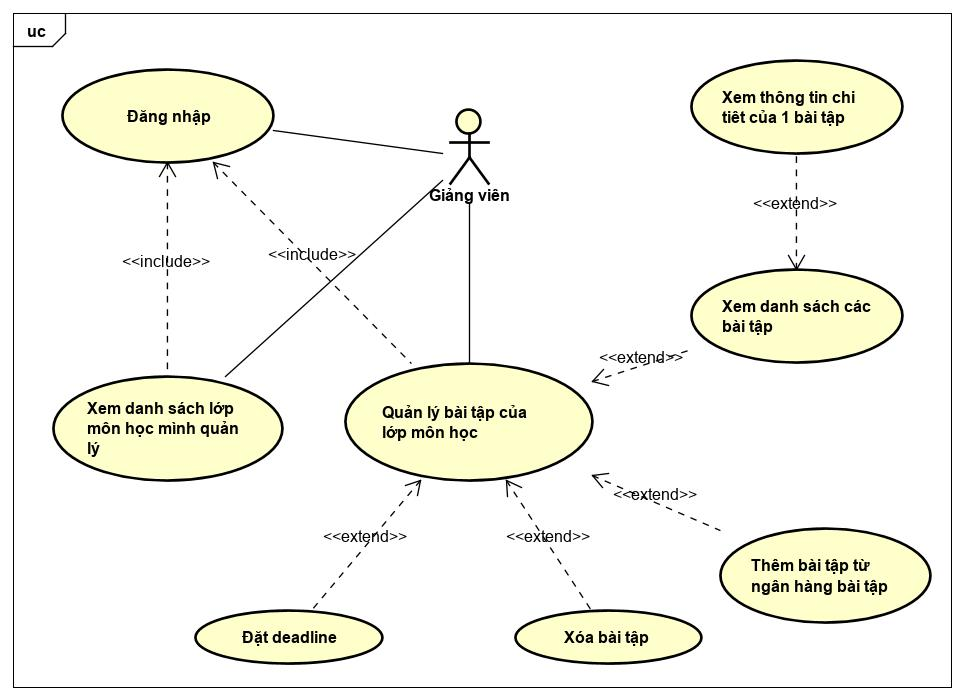 uc
Đăng nhập
Giảng viên
Xem thông tin chi
tiêt của 1 bài tập
<<extend>>
<<include>>
<<include>>
Xem danh sách các
bài tập
<<extend>>
Xem danh sách lớp
môn học mình quản
lý
Quản lý bài tập của
lớp môn học
<<extend>>
<<extend>>
<<extend>>
Thêm bài tập từ
ngân hàng bài tập
Đặt deadline
Xóa bài tập